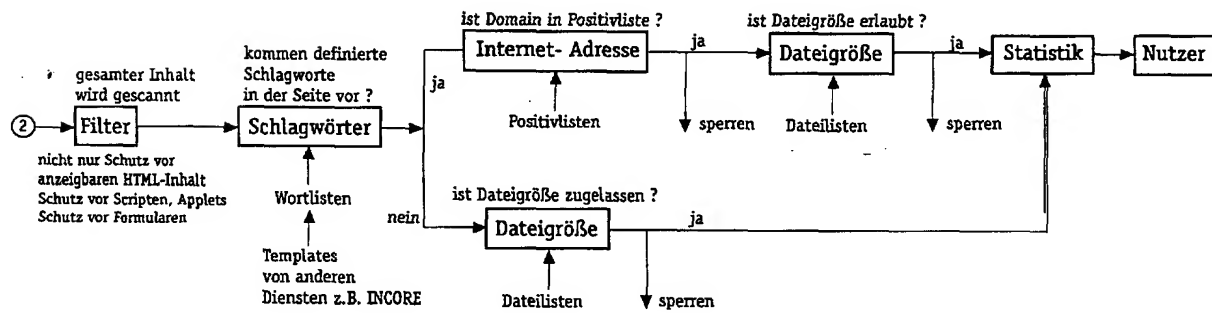 ist Domain in Positivliste ?
Internet- Adresse
ja
ist Dateigröße erlaubt ?
Dateigröße
ja
Statistik
Nutzer
kommen definierte
Schlagworte
in der Seite vor ?
ja
gesamter Inhalt
wird gescannt
2
Filter
Schlagwörter
Positivlisten
sperren
Dateilisten
sperren
nicht nur Schutz vor
anzeigbaren HTML-Inhalt
Schutz vor Scripten, Applets
Schutz vor Formularen
Wortlisten
nein
ist Dateigröße zugelassen ?
Dateigröße
ja
Templates
von anderen
Diensten z.B. INCORE
Dateilisten
sperren